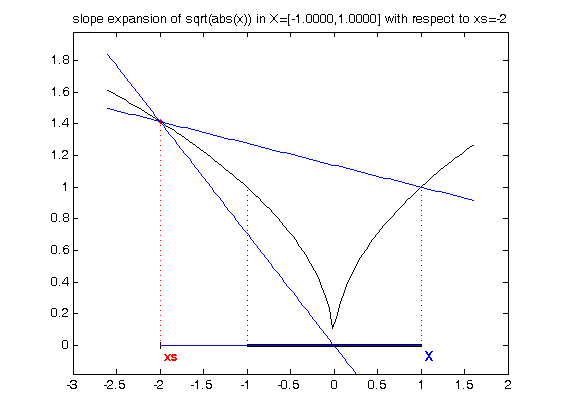 slope expansion of sqrt(abs(x)) in X=[-1.0000,1.0000] with respect to xs=-2
1.8
1.6
1.4
1.2
1
0.8
0.6
0.4
0.2
0
xs
X
-3 -2.5 -2 -1.5 -1 -0.5 0 0.5 1 1.5 2